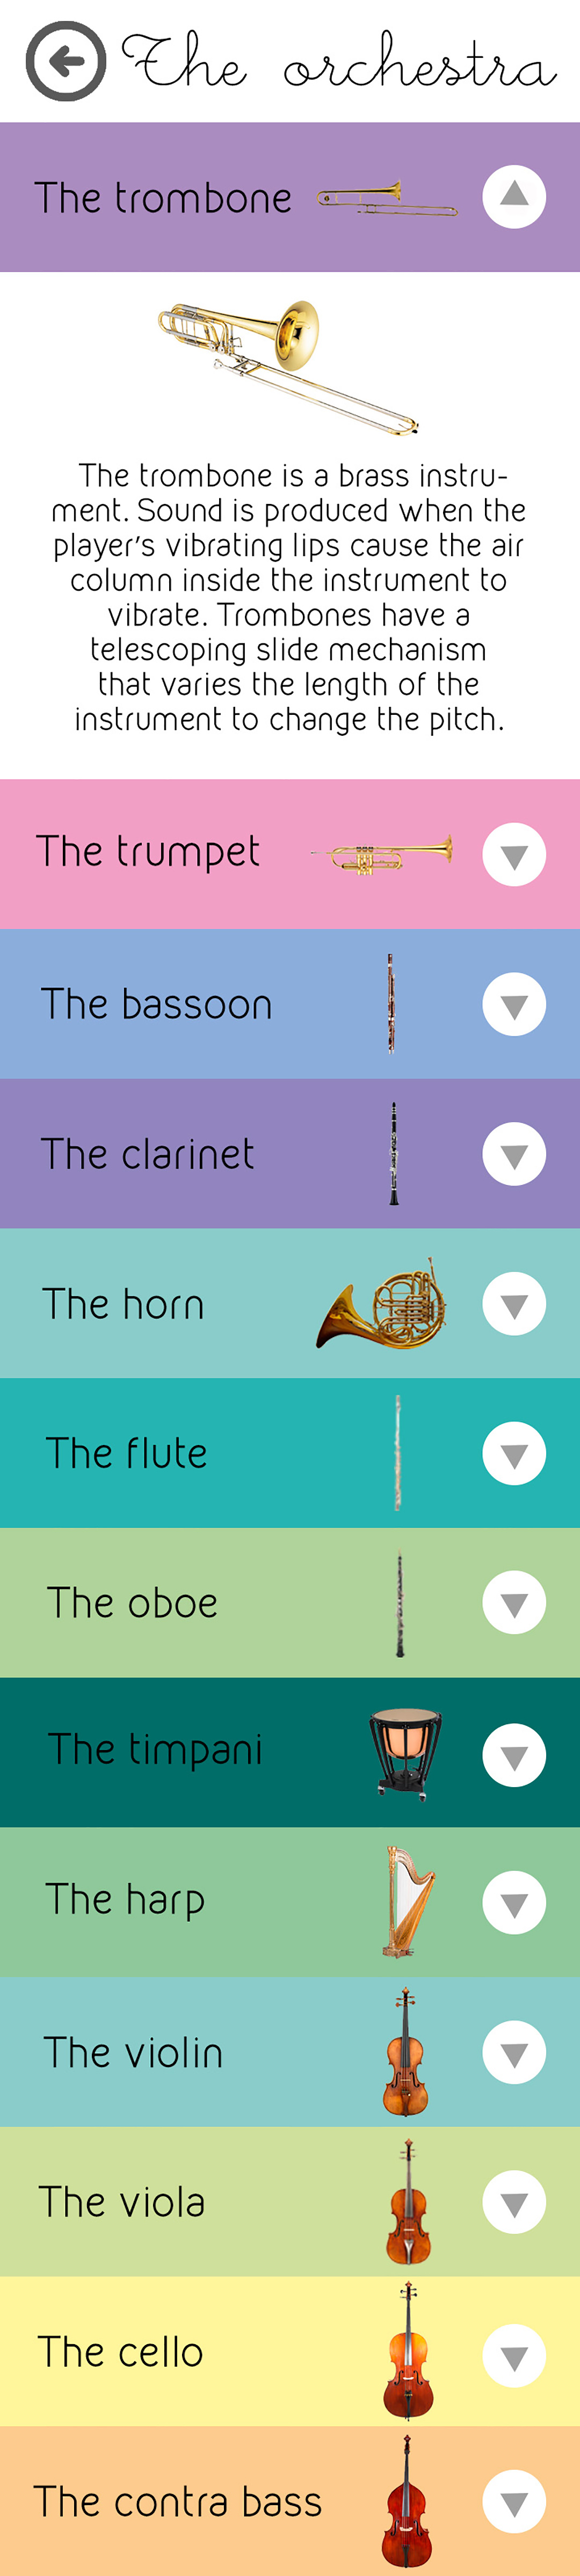 The orchestra
The trombone
The trombone is a brass instru-
ment. Sound is produced when the
player's vibrating lips cause the air
column inside the instrument to
vibrate. Trombones have a
telescoping slide mechanism
that varies the length of the
instrument to change the pitch.
The trumpet
The bassoon
The clarinet
The horn
The flute
The oboe
The timpani
The harp
The violin
The viola
The cello
The contra bass